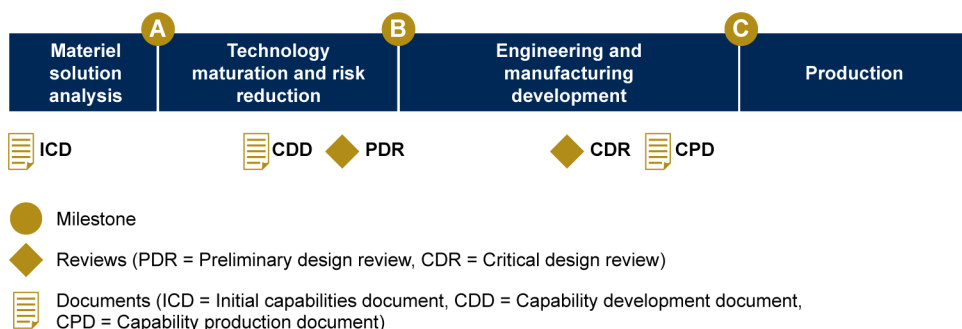 A
B
C
Materiel
solution
analysis
Technology
maturation and risk
reduction
Engineering and
manufacturing
development
Production
ICD
CDD
PDR
CDR
CPD
Milestone
Reviews (PDR = Preliminary design review, CDR = Critical design review)
Documents (ICD = Initial capabilities document, CDD = Capability development document,
CPD = Capability production document)